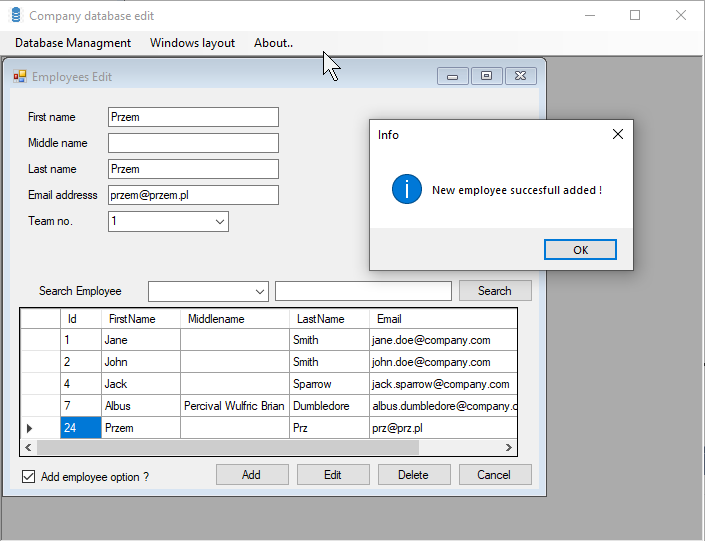 Company database edit
Database Managment Windows layout About..
Employees Edit
First name Przem
Middle name
Last name Przem
Email addresss przem@przem.pl
Team no. 1
Info
New employee succesfull added !
OK
Search Employee Search
Id FirstName Middlename LastName Email
1 Jane Smith jane.doe@company.com
2 John Smith john.doe@company.com
4 Jack Sparrow jack.sparrow@company.com
7 Albus Percival Wulfric Brian Dumbledore albus.dumbledore@company.c
24 Przem Prz prz@prz.pl
Add employee option ? Add Edit Delete Cancel